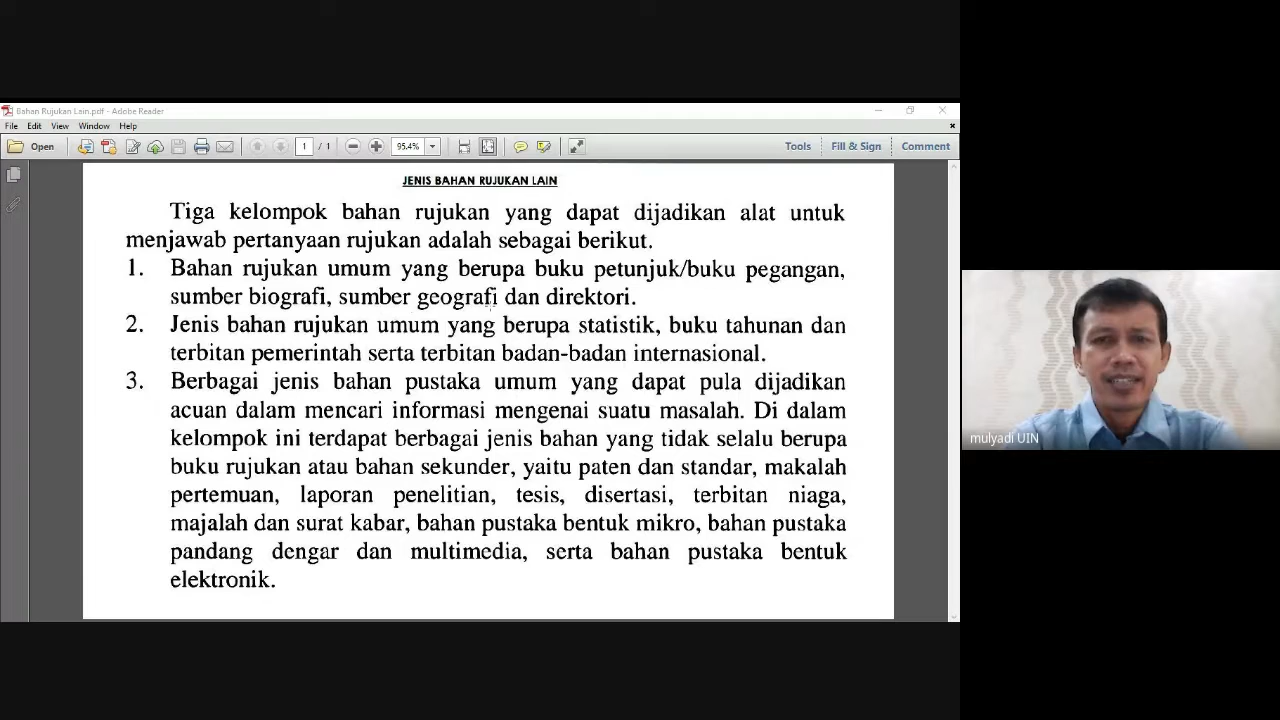 Bahan Rujukan Lain.pdf - Adobe Reader
File Edit View Window Help
Open 1 / 1 95.4% Tools Fill & Sign Comment
JENIS BAHAN RUJUKAN LAIN
Tiga kelompok bahan rujukan yang dapat dijadikan alat untuk
menjawab pertanyaan rujukan adalah sebagai berikut.
1. Bahan rujukan umum yang berupa buku petunjuk/buku pegangan,
sumber biografi, sumber geografi dan direktori.
2. Jenis bahan rujukan umum yang berupa statistik, buku tahunan dan
terbitan pemerintah serta terbitan badan-badan internasional.
3. Berbagai jenis bahan pustaka umum yang dapat pula dijadikan
acuan dalam mencari informasi mengenai suatu masalah. Di dalam
kelompok ini terdapat berbagai jenis bahan yang tidak selalu berupa
buku rujukan atau bahan sekunder, yaitu paten dan standar, makalah
pertemuan, laporan penelitian, tesis, disertasi, terbitan niaga,
majalah dan surat kabar, bahan pustaka bentuk mikro, bahan pustaka
pandang dengar dan multimedia, serta bahan pustaka bentuk
elektronik.
mulyadi UIN